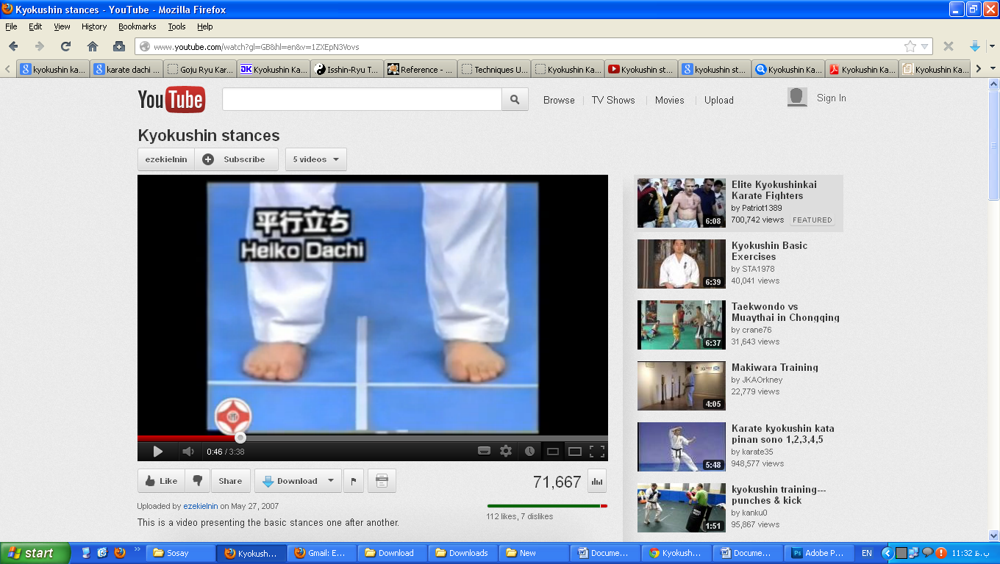 Kyokushin stances - YouTube - Mozilla Firefox
File Edit View History Bookmarks Tools Help
www.youtube.com/watch?gl=GB&hl=en&v=1ZXEpN3Vovs
kyokushin ka... karate dachi ... Goju Ryu Kar... Kyokushin Ka... Isshin-Ryu T... Reference - ... Techniques U... Kyokushin Ka... Kyokushin st... kyokushin st... Kyokushin Ka... Kyokushin Ka... Kyokushin Ka...
YouTube Browse TV Shows Movies Upload Sign In
Kyokushin stances
ezekielnin Subscribe 5 videos
平行立ち
Heiko Dachi
0:46 / 3:38
Like Share Download 71,667
Uploaded by ezekielnin on May 27, 2007
112 likes, 7 dislikes
This is a video presenting the basic stances one after another.
6:08
Elite Kyokushinkai
Karate Fighters
by Patriot1389
700,742 views FEATURED
6:39
Kyokushin Basic
Exercises
by STA1978
40,041 views
6:37
Taekwondo vs
Muaythai in Chongqing
by crane76
31,643 views
4:05
Makiwara Training
by JKAOrkney
22,779 views
5:48
Karate kyokushin kata
pinan sono 1,2,3,4,5
by karate35
948,577 views
1:51
kyokushin training---
punches & kick
by kanku0
95,867 views
start Sosay Kyokush... Gmail: E... Download Downloads New Docume... Kyokush... Docume... Adobe P... EN 11:32 ب.ظ